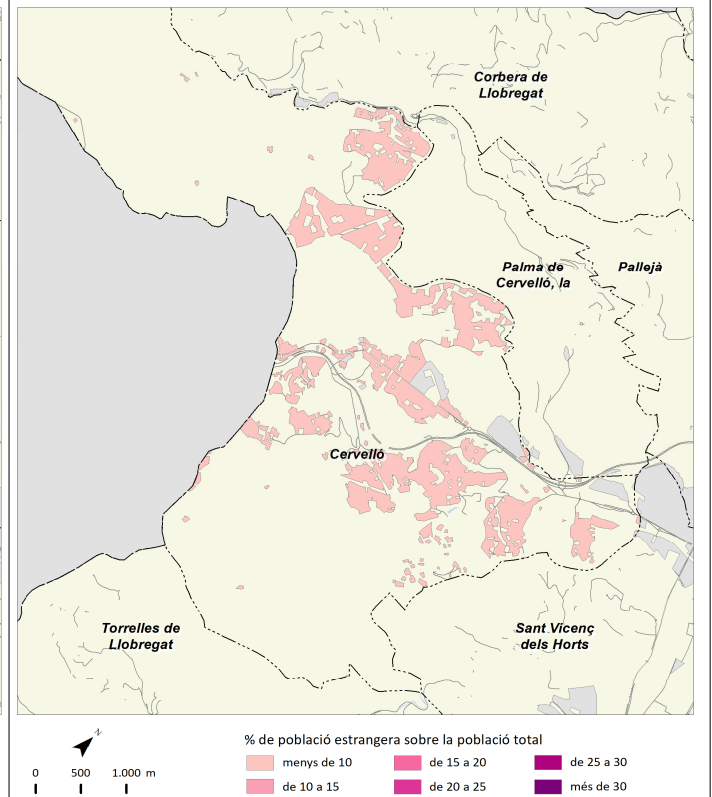 Corbera de
Llobregat
Palma de
Cervelló, la
Pallejà
Cervelló
Torrelles de
Llobregat
Sant Vicenç
dels Horts
N
0 500 1.000 m
% de població estrangera sobre la població total
menys de 10
de 15 a 20
de 25 a 30
de 10 a 15
de 20 a 25
més de 30